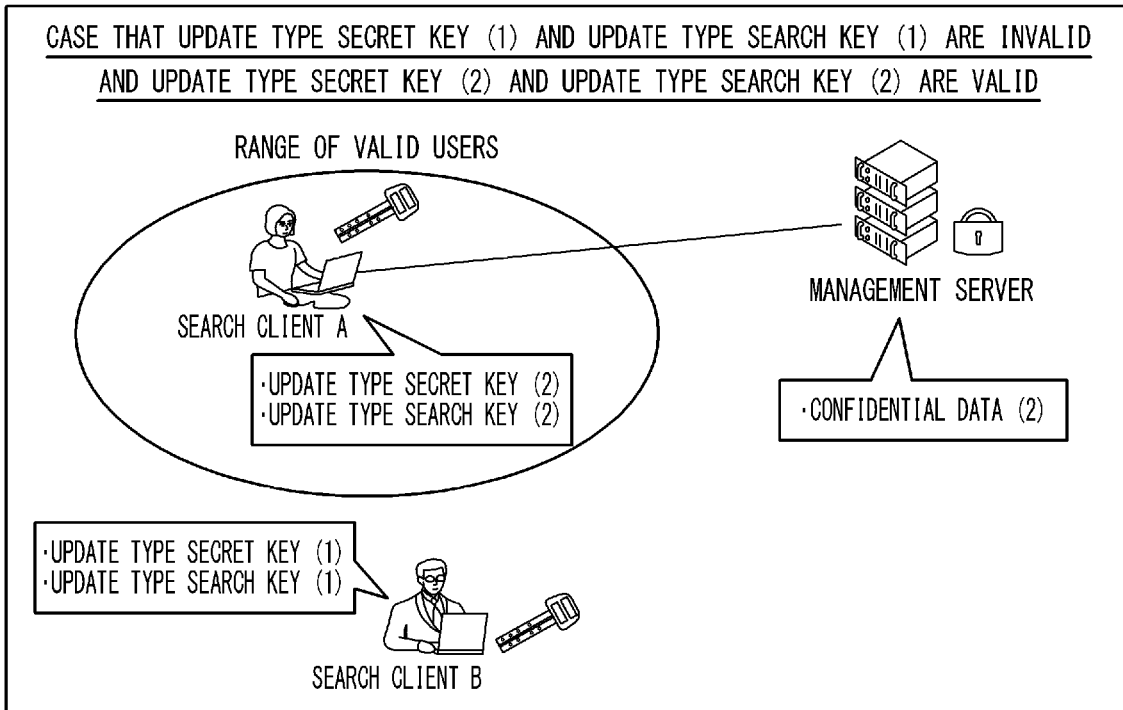 CASE THAT UPDATE TYPE SECRET KEY (1) AND UPDATE TYPE SEARCH KEY (1) ARE INVALID
AND UPDATE TYPE SECRET KEY (2) AND UPDATE TYPE SEARCH KEY (2) ARE VALID
RANGE OF VALID USERS
MANAGEMENT SERVER
SEARCH CLIENT A
·UPDATE TYPE SECRET KEY (2)
·UPDATE TYPE SEARCH KEY (2)
·CONFIDENTIAL DATA (2)
·UPDATE TYPE SECRET KEY (1)
·UPDATE TYPE SEARCH KEY (1)
SEARCH CLIENT B